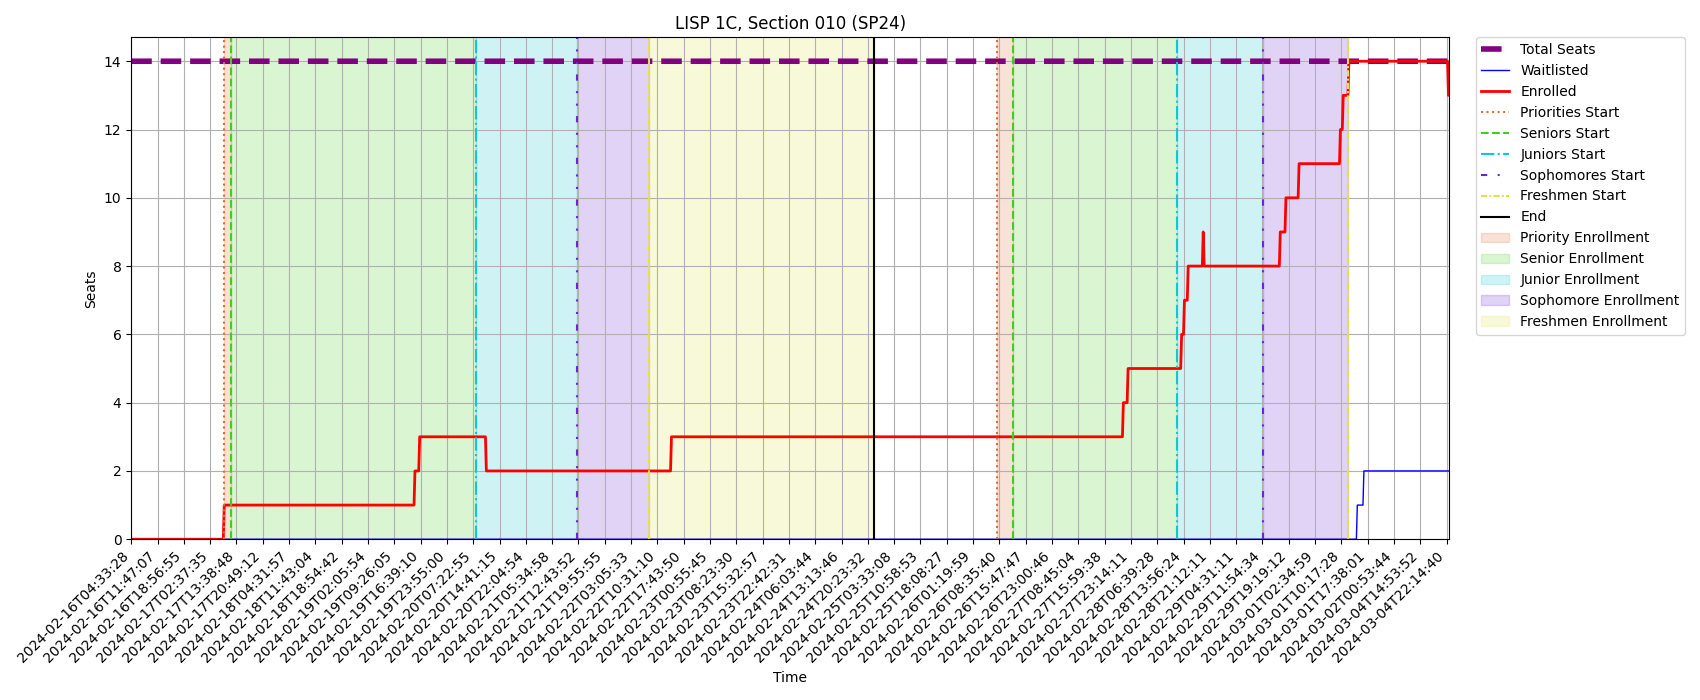 LISP 1C, Section 010 (SP24)
Seats
14
12
10
8
6
4
2
0
2024-02-16T04:33:28
2024-02-16T11:47:07
2024-02-16T18:56:55
2024-02-17T02:37:35
2024-02-17T13:38:48
2024-02-17T20:49:12
2024-02-18T04:31:57
2024-02-18T11:43:04
2024-02-18T18:54:42
2024-02-19T02:05:54
2024-02-19T09:26:05
2024-02-19T16:39:10
2024-02-19T23:55:00
2024-02-20T07:22:55
2024-02-20T14:41:15
2024-02-20T22:04:54
2024-02-21T05:34:58
2024-02-21T12:43:52
2024-02-21T19:55:55
2024-02-22T03:05:33
2024-02-22T10:31:10
2024-02-22T17:43:50
2024-02-23T00:55:45
2024-02-23T08:23:30
2024-02-23T15:32:57
2024-02-23T22:42:31
2024-02-24T06:03:44
2024-02-24T13:13:46
2024-02-24T20:23:32
2024-02-25T03:33:08
2024-02-25T10:58:53
2024-02-25T18:08:27
2024-02-26T01:19:59
2024-02-26T08:35:40
2024-02-26T15:47:47
2024-02-26T23:00:46
2024-02-27T08:45:04
2024-02-27T15:59:38
2024-02-27T23:14:11
2024-02-28T06:39:28
2024-02-28T13:56:24
2024-02-28T21:12:11
2024-02-29T04:31:11
2024-02-29T11:54:34
2024-02-29T19:19:12
2024-03-01T02:34:59
2024-03-01T10:17:28
2024-03-01T17:38:01
2024-03-02T00:53:44
2024-03-04T14:53:52
2024-03-04T22:14:40
Time
Total Seats
Waitlisted
Enrolled
Priorities Start
Seniors Start
Juniors Start
Sophomores Start
Freshmen Start
End
Priority Enrollment
Senior Enrollment
Junior Enrollment
Sophomore Enrollment
Freshmen Enrollment